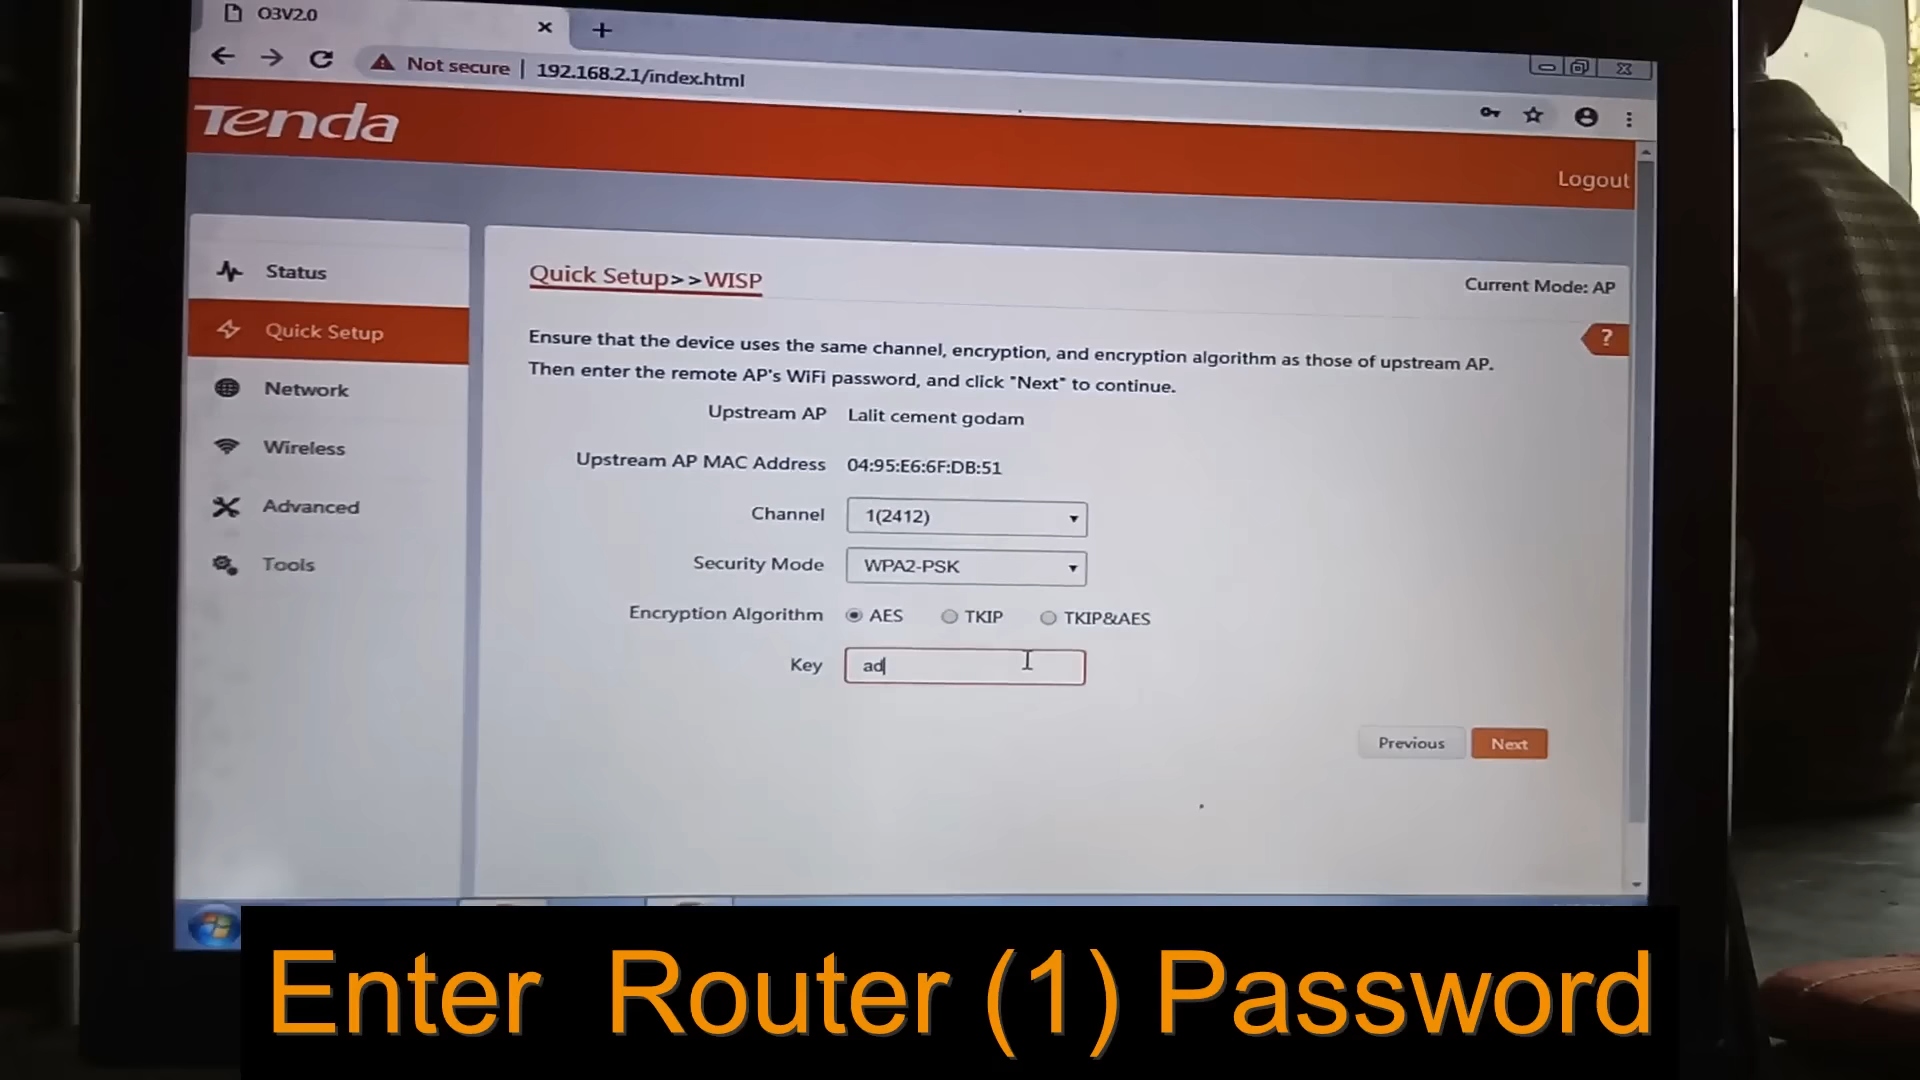 O3V2.0
Not secure | 192.168.2.1/index.html
Tenda
Logout
Status
Quick Setup
Network
Wireless
Advanced
Tools
Quick Setup>>WISP
Current Mode: AP
?
Ensure that the device uses the same channel, encryption, and encryption algorithm as those of upstream AP.
Then enter the remote AP's WiFi password, and click "Next" to continue.
Upstream AP Lalit cement godam
Upstream AP MAC Address 04:95:E6:6F:DB:51
Channel 1(2412)
Security Mode WPA2-PSK
Encryption Algorithm AES TKIP TKIP&AES
Key ad
Previous Next
Enter Router (1) Password